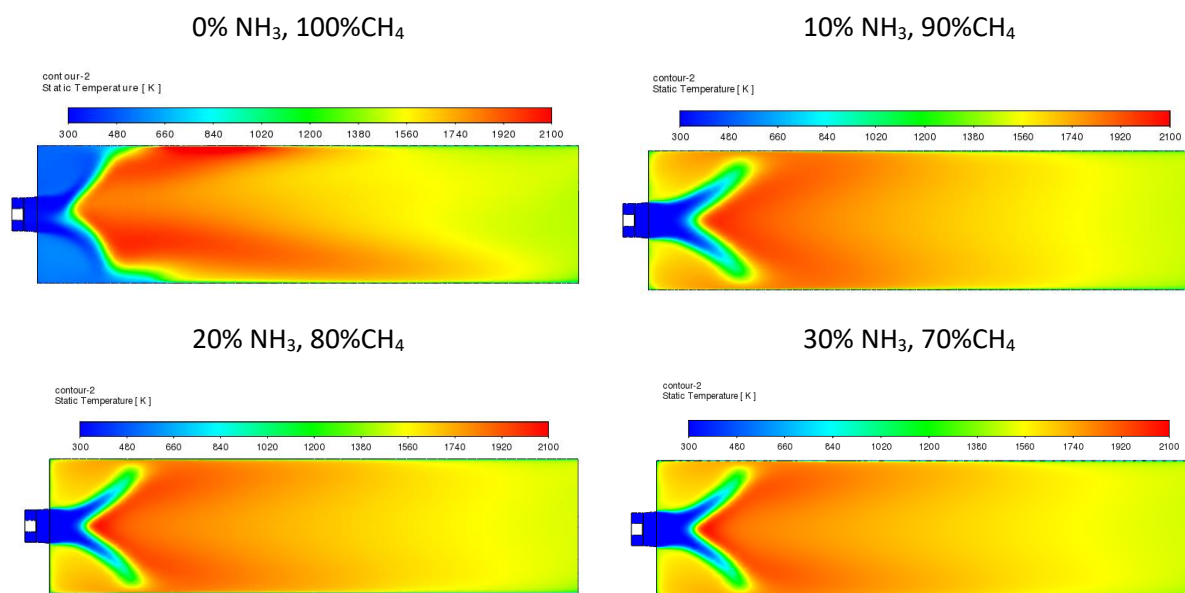 0% NH₃, 100%CH₄
contour-2
Static Temperature [ K ]
300 480 660 840 1020 1200 1380 1560 1740 1920 2100
10% NH₃, 90%CH₄
contour-2
Static Temperature [ K ]
300 480 660 840 1020 1200 1380 1560 1740 1920 2100
20% NH₃, 80%CH₄
contour-2
Static Temperature [ K ]
300 480 660 840 1020 1200 1380 1560 1740 1920 2100
30% NH₃, 70%CH₄
contour-2
Static Temperature [ K ]
300 480 660 840 1020 1200 1380 1560 1740 1920 2100